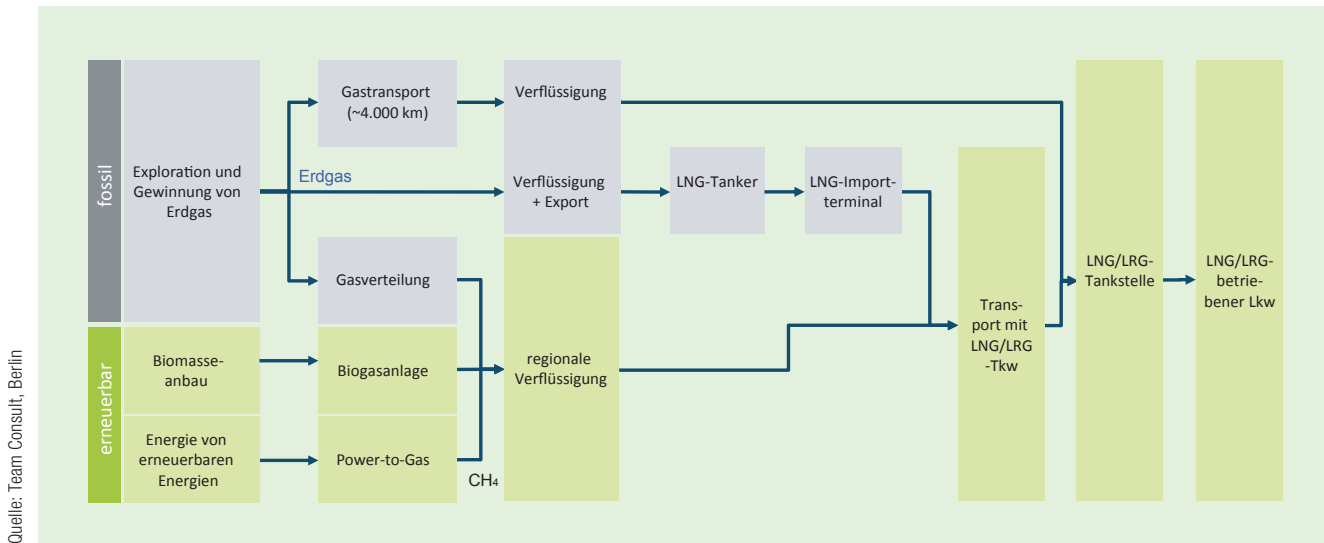 Quelle: Team Consult, Berlin
fossil
Exploration und
Gewinnung von
Erdgas
Erdgas
Gastransport
(~4.000 km)
Verflüssigung
Verflüssigung
+ Export
LNG-Tanker
LNG-Import-
terminal
Gasverteilung
erneuerbar
Biomasse-
anbau
Biogasanlage
Energie von
erneuerbaren
Energien
Power-to-Gas
CH₄
regionale
Verflüssigung
Trans-
port mit
LNG/LRG
-Tkw
LNG/LRG-
Tankstelle
LNG/LRG-
betrie-
bener Lkw